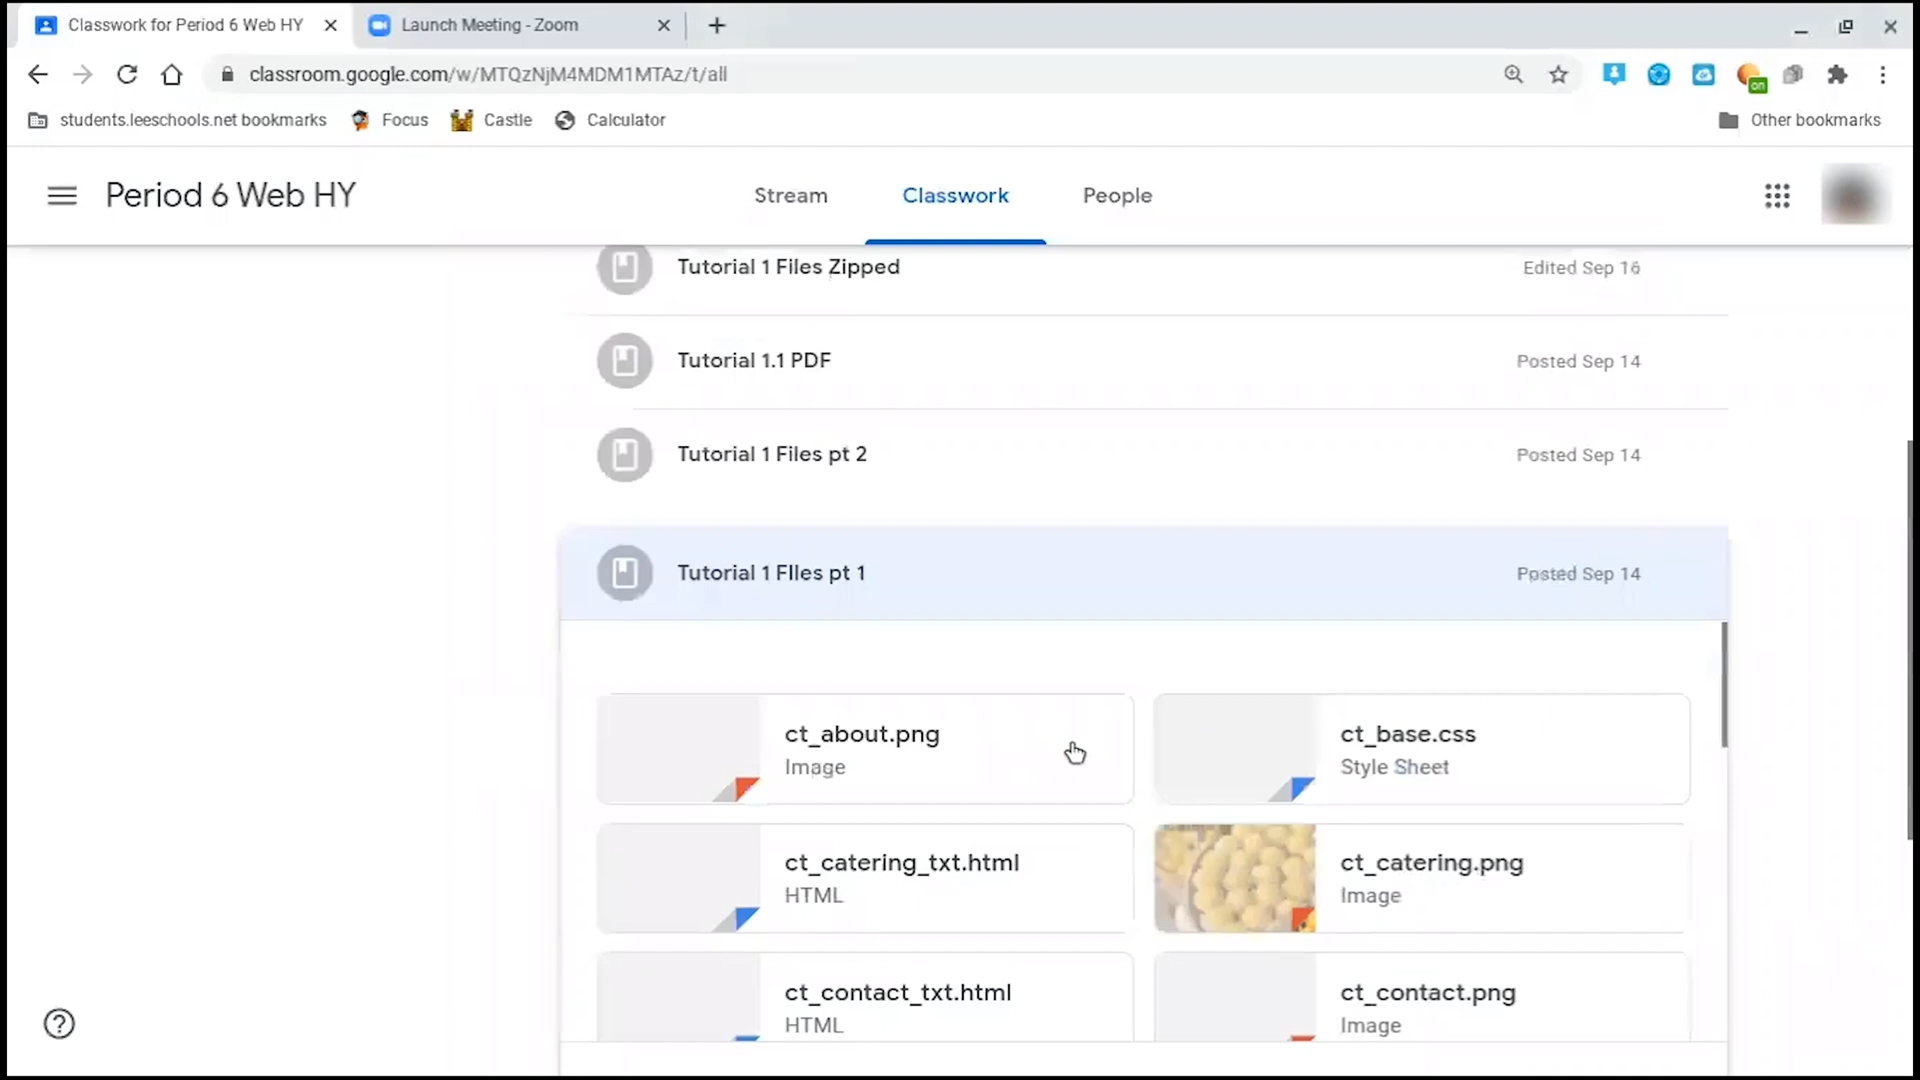 Classwork for Period 6 Web HY
Launch Meeting - Zoom
classroom.google.com/w/MTQzNjM4MDM1MTAz/t/all
on
students.leeschools.net bookmarks
Focus
Castle
Calculator
Other bookmarks
Period 6 Web HY
Stream
Classwork
People
Tutorial 1 Files Zipped
Edited Sep 16
Tutorial 1.1 PDF
Posted Sep 14
Tutorial 1 Files pt 2
Posted Sep 14
Tutorial 1 FIles pt 1
Posted Sep 14
ct_about.png
Image
ct_base.css
Style Sheet
ct_catering_txt.html
HTML
ct_catering.png
Image
ct_contact_txt.html
HTML
ct_contact.png
Image